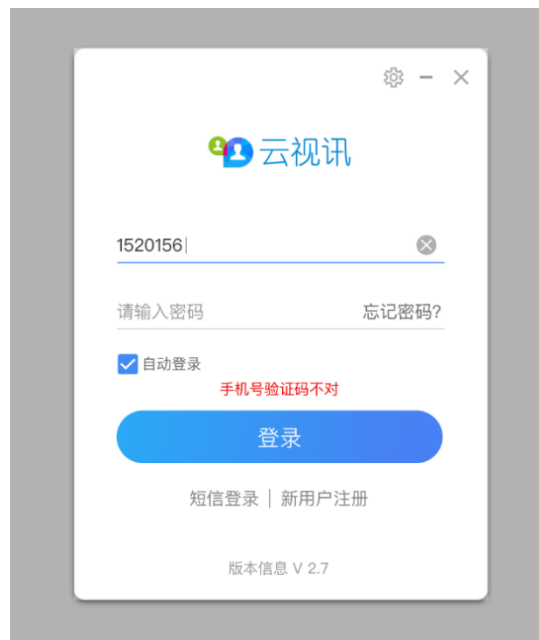 云视讯
1520156
请输入密码 忘记密码?
自动登录
手机号验证码不对
登录
短信登录 | 新用户注册
版本信息 V 2.7